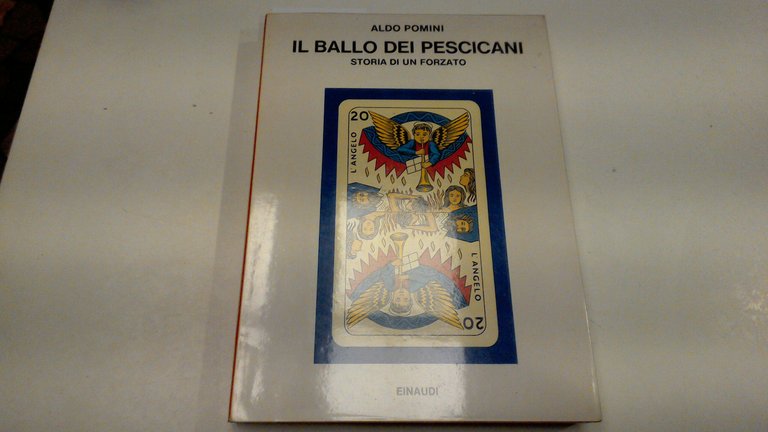 ALDO POMINI
IL BALLO DEI PESCICANI
STORIA DI UN FORZATO
20
L'ANGELO
L'ANGELO
20
EINAUDI